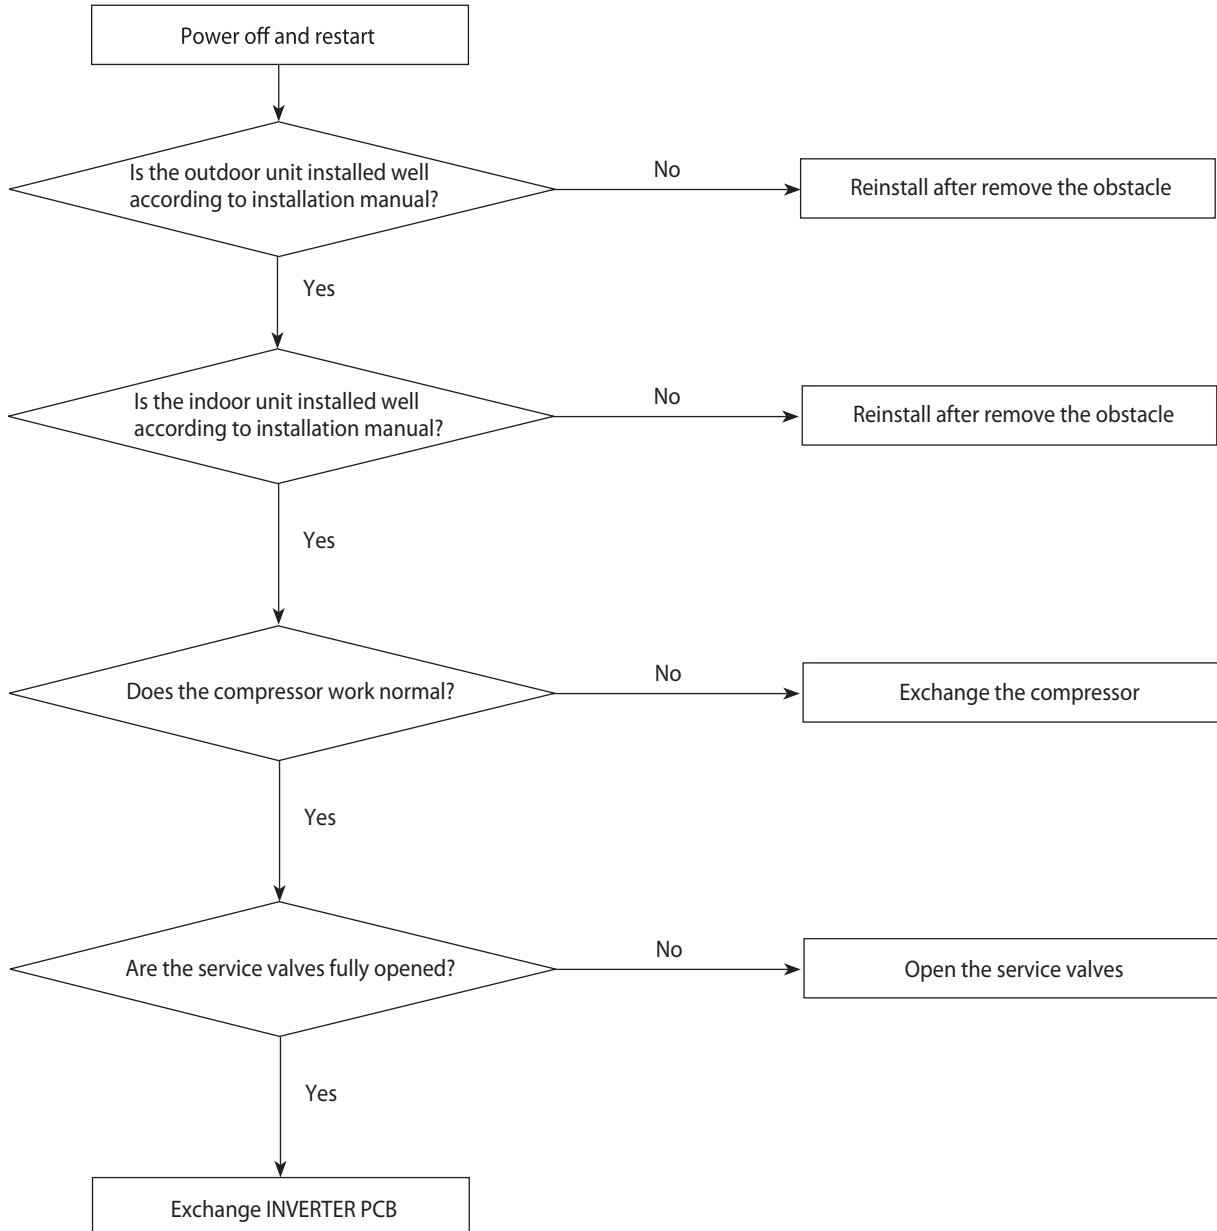 Power off and restart
Is the outdoor unit installed well
according to installation manual?
No
Reinstall after remove the obstacle
Yes
Is the indoor unit installed well
according to installation manual?
No
Reinstall after remove the obstacle
Yes
Does the compressor work normal?
No
Exchange the compressor
Yes
Are the service valves fully opened?
No
Open the service valves
Yes
Exchange INVERTER PCB